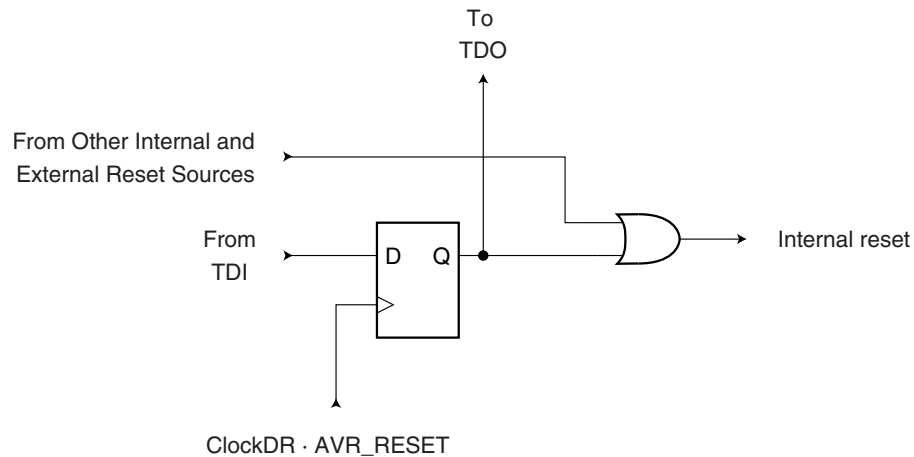 To
TDO
From Other Internal and
External Reset Sources
From
TDI
D Q
Internal reset
ClockDR · AVR_RESET